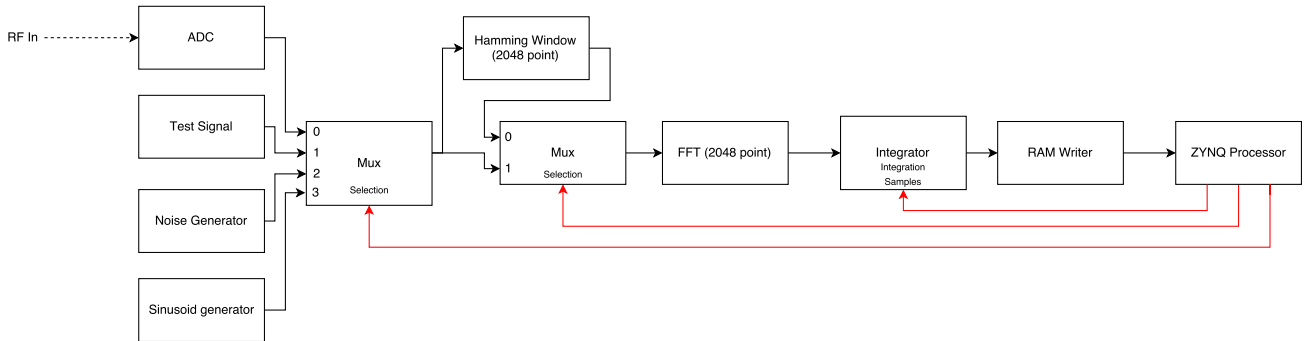 RF In
ADC
Test Signal
Noise Generator
Sinusoid generator
0
1
2
3
Mux
Selection
Hamming Window
(2048 point)
0
1
Mux
Selection
FFT (2048 point)
Integrator
Integration
Samples
RAM Writer
ZYNQ Processor